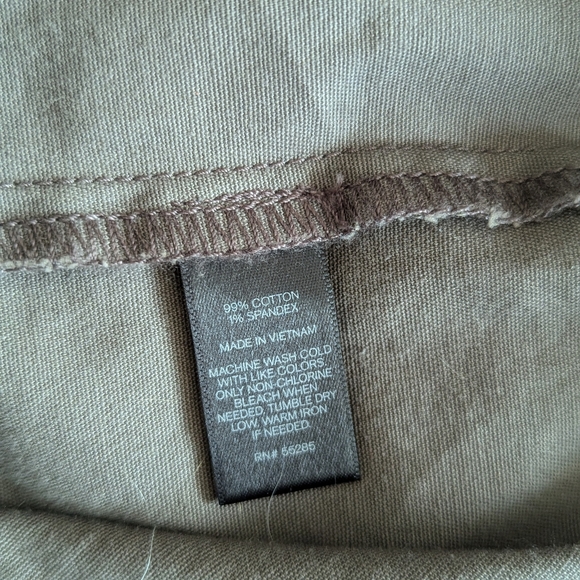 99% COTTON
1% SPANDEX
MADE IN VIETNAM
MACHINE WASH COLD
WITH LIKE COLORS
ONLY NON-CHLORINE
BLEACH WHEN
NEEDED. TUMBLE DRY
LOW. WARM IRON
IF NEEDED.
RN# 55285